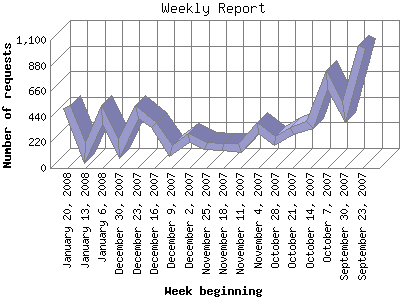 Weekly Report
Number of requests
1,100
880
660
440
220
0
January 20, 2008
January 13, 2008
January 6, 2008
December 30, 2007
December 23, 2007
December 16, 2007
December 9, 2007
December 2, 2007
November 25, 2007
November 18, 2007
November 11, 2007
November 4, 2007
October 28, 2007
October 21, 2007
October 14, 2007
October 7, 2007
September 30, 2007
September 23, 2007
Week beginning